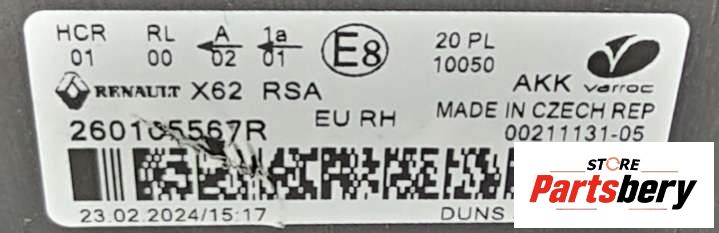 HCR RL A 1a
01 00 02 01
E8
20 PL
10050
AKK varroc
RENAULT X62 RSA
EU RH
MADE IN CZECH REP
260105567R
00211131-05
23.02.2024/15:17
DUNS
STORE
Partsbery